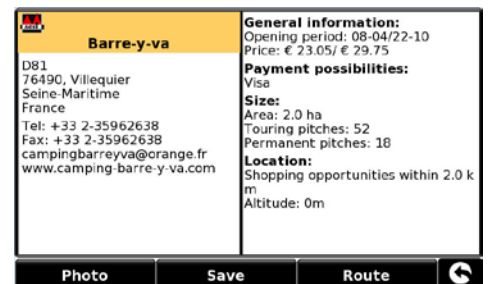 Barre-y-va
D81
76490, Villequier
Seine-Maritime
France
Tel: +33 2-35962638
Fax: +33 2-35962638
campingbarreyva@orange.fr
www.camping-barre-y-va.com
General information:
Opening period: 08-04/22-10
Price: € 23.05/ € 29.75
Payment possibilities:
Visa
Size:
Area: 2.0 ha
Touring pitches: 52
Permanent pitches: 18
Location:
Shopping opportunities within 2.0 k
m
Altitude: 0m
Photo
Save
Route